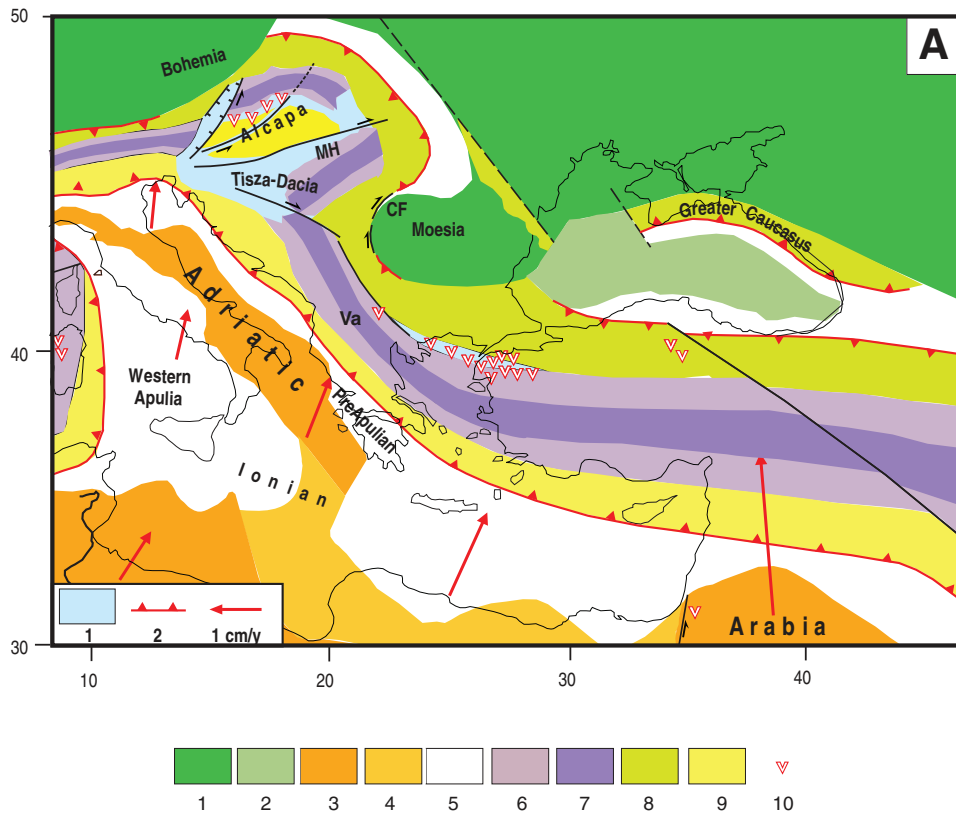 50
A
Bohemia
Alcapa
MH
Tisza-Dacia
CF
Moesia
Greater Caucasus
Adriatic
Va
40
Western
Apulia
PreApulian
Ionian
Arabia
1 2 1 cm/y
30
10 20 30 40
1 2 3 4 5 6 7 8 9 10